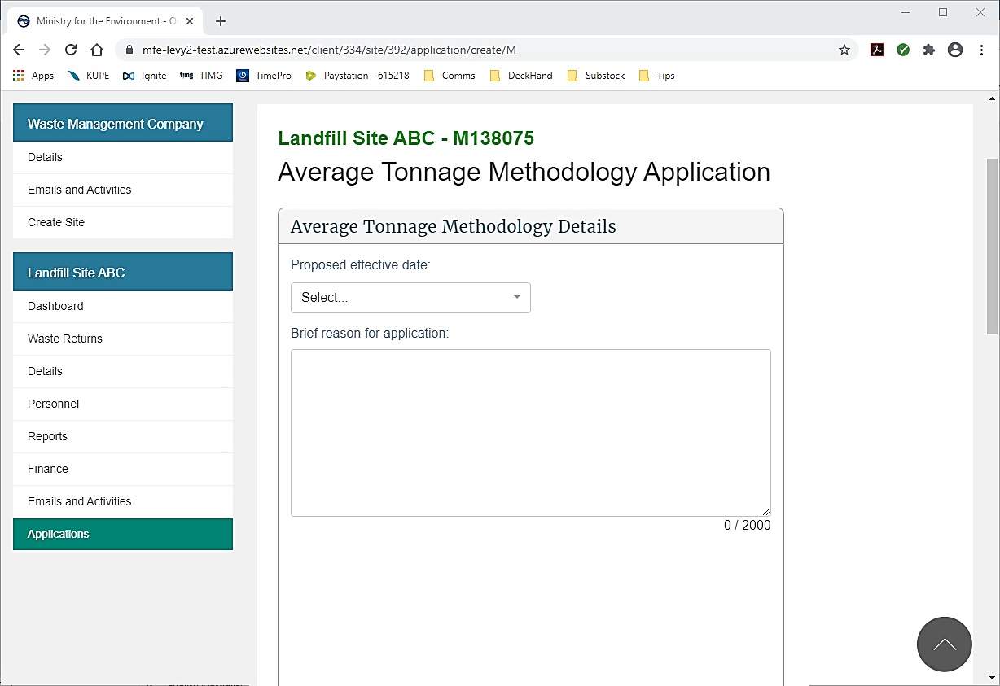 Ministry for the Environment - O
mfe-levy2-test.azurewebsites.net/client/334/site/392/application/create/M
Apps KUPE Ignite timg TIMG TimePro Paystation - 615218 Comms DeckHand Substock Tips
Waste Management Company
Details
Emails and Activities
Create Site
Landfill Site ABC
Dashboard
Waste Returns
Details
Personnel
Reports
Finance
Emails and Activities
Applications
Landfill Site ABC - M138075
Average Tonnage Methodology Application
Average Tonnage Methodology Details
Proposed effective date:
Select...
Brief reason for application:
0 / 2000